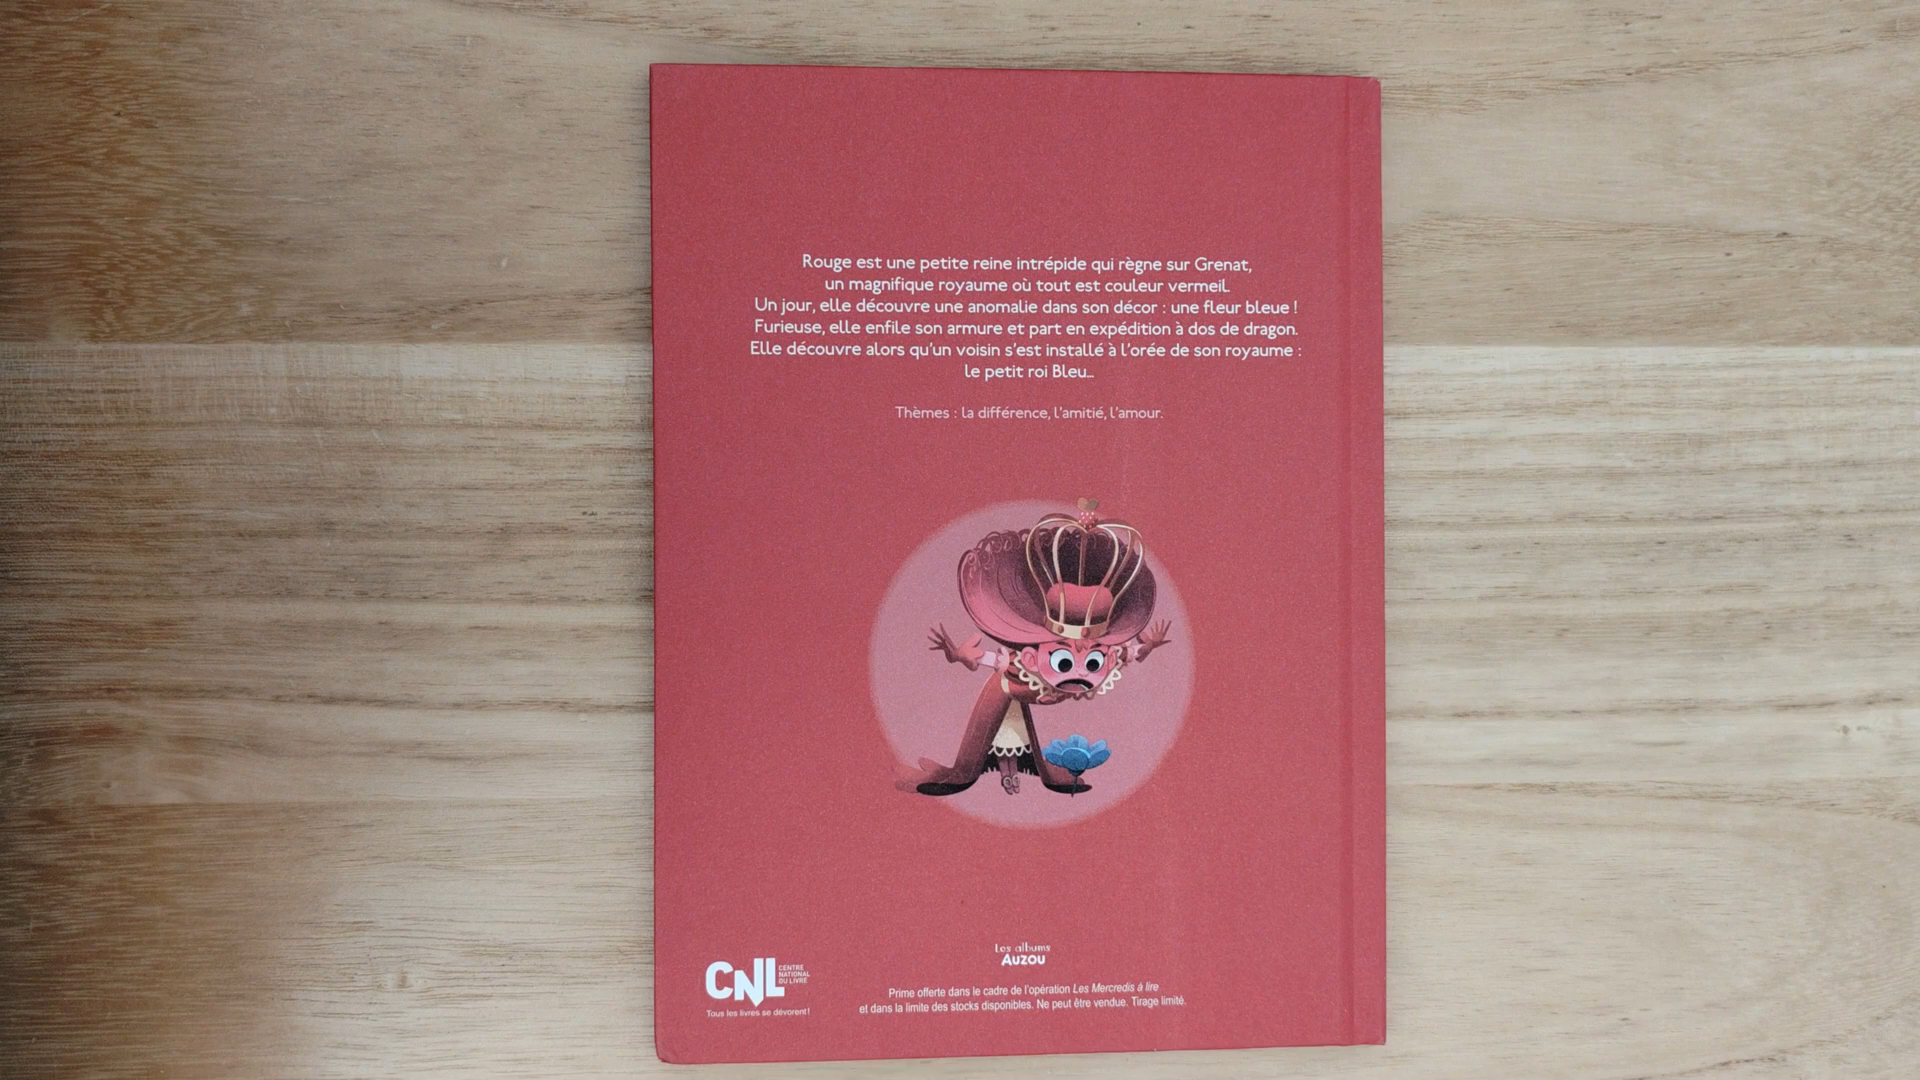 Rouge est une petite reine intrépide qui règne sur Grenat,
un magnifique royaume où tout est couleur vermeil.
Un jour, elle découvre une anomalie dans son décor : une fleur bleue !
Furieuse, elle enfile son armure et part en expédition à dos de dragon.
Elle découvre alors qu'un voisin s'est installé à l'orée de son royaume :
le petit roi Bleu...
Thèmes : la différence, l'amitié, l'amour.
Les albums
Auzou
CNL
CENTRE
NATIONAL
DU LIVRE
Tous les livres se dévorent !
Prime offerte dans le cadre de l'opération Les Mercredis à lire
et dans la limite des stocks disponibles. Ne peut être vendue. Tirage limité.